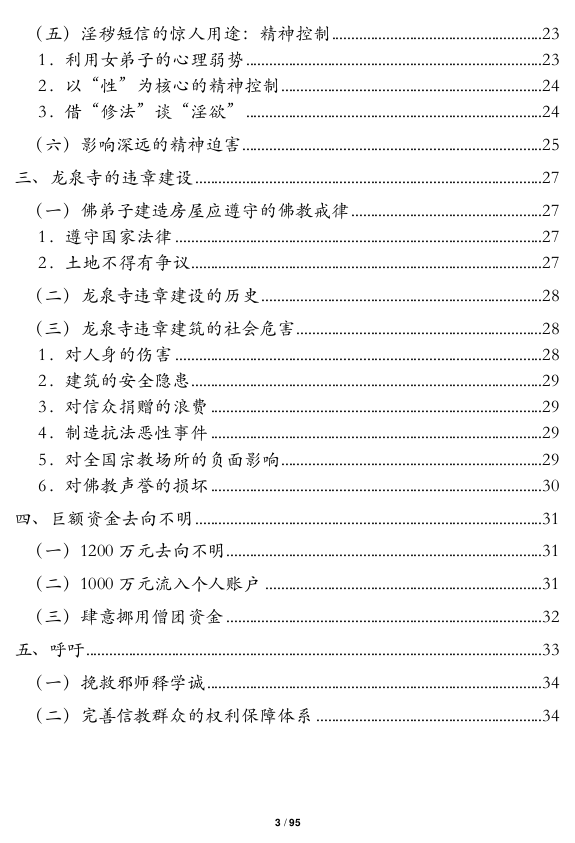 （五）淫秽短信的惊人用途：精神控制........................................23
1．利用女弟子的心理弱势........................................23
2．以“性”为核心的精神控制........................................24
3．借“修法”谈“淫欲”........................................24
（六）影响深远的精神迫害........................................25
三、龙泉寺的违章建设........................................27
（一）佛弟子建造房屋应遵守的佛教戒律........................................27
1．遵守国家法律........................................27
2．土地不得有争议........................................27
（二）龙泉寺违章建设的历史........................................28
（三）龙泉寺违章建筑的社会危害........................................28
1．对人身的伤害........................................28
2．建筑的安全隐患........................................29
3．对信众捐赠的浪费........................................29
4．制造抗法恶性事件........................................29
5．对全国宗教场所的负面影响........................................29
6．对佛教声誉的损坏........................................30
四、巨额资金去向不明........................................31
（一）1200 万元去向不明........................................31
（二）1000 万元流入个人账户........................................31
（三）肆意挪用僧团资金........................................32
五、呼吁........................................33
（一）挽救邪师释学诚........................................34
（二）完善信教群众的权利保障体系........................................34
3 / 95